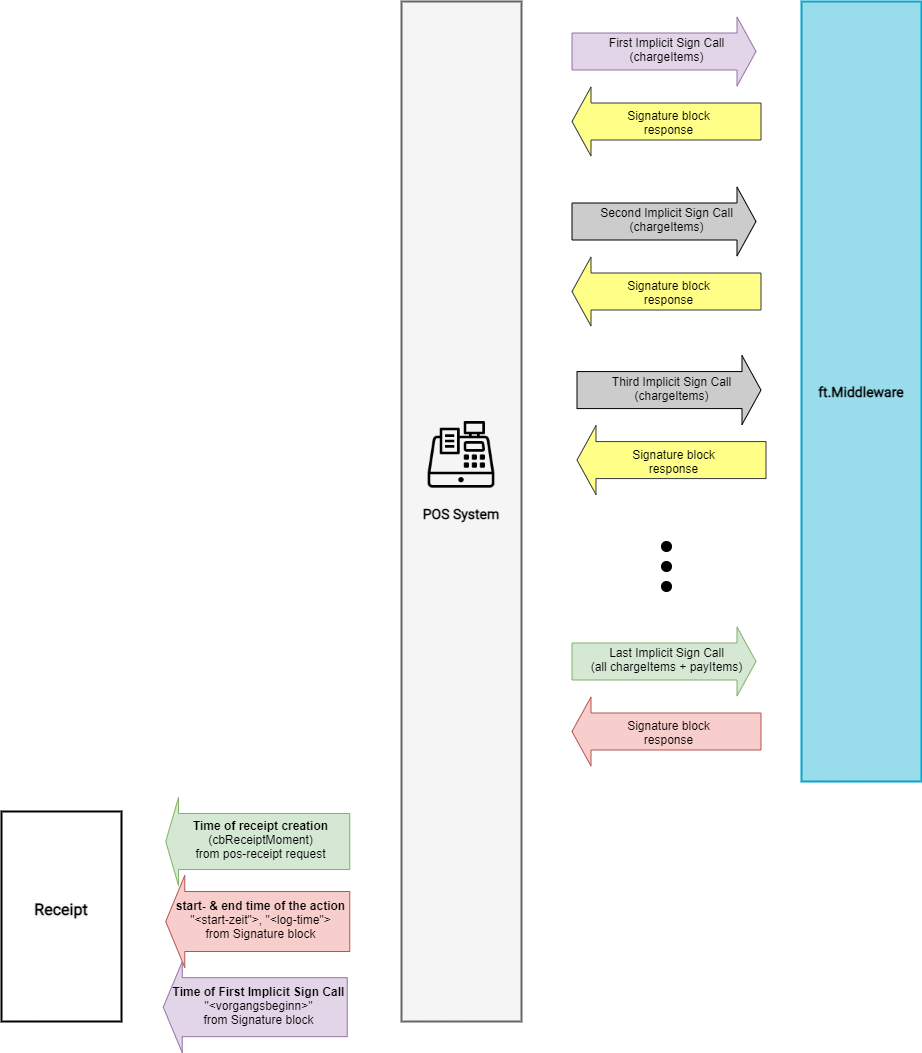 First Implicit Sign Call
(chargeItems)
Signature block
response
Second Implicit Sign Call
(chargeItems)
Signature block
response
Third Implicit Sign Call
(chargeItems)
ft.Middleware
Signature block
response
POS System
Last Implicit Sign Call
(all chargeItems + payItems)
Signature block
response
Time of receipt creation
(cbReceiptMoment)
from pos-receipt request
Receipt
start- & end time of the action
"<start-zeit">, "<log-time">
from Signature block
Time of First Implicit Sign Call
"<vorgangsbeginn>"
from Signature block